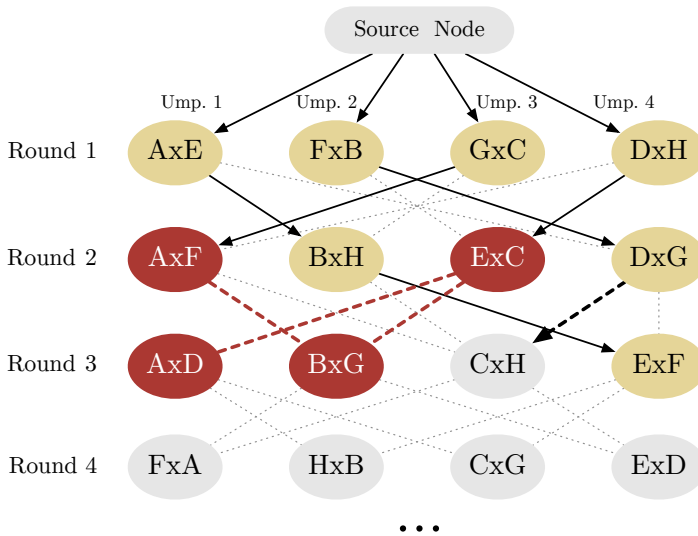 Source Node
Ump. 1 Ump. 2 Ump. 3 Ump. 4
Round 1 AxE FxB GxC DxH
Round 2 AxF BxH ExC DxG
Round 3 AxD BxG CxH ExF
Round 4 FxA HxB CxG ExD
...